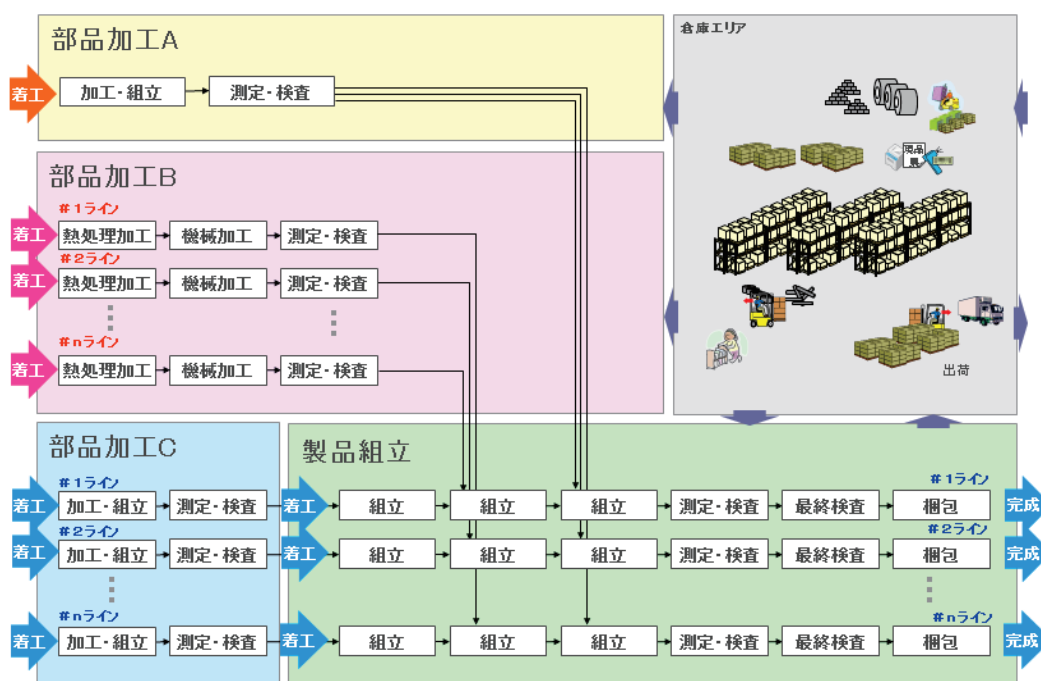 部品加工A
着工
加工・組立
測定・検査
倉庫エリア
現品
票
出荷
部品加工B
#1ライン
着工
熱処理加工
機械加工
測定・検査
#2ライン
着工
熱処理加工
機械加工
測定・検査
#nライン
着工
熱処理加工
機械加工
測定・検査
部品加工C
製品組立
#1ライン
#1ライン
着工
加工・組立
測定・検査
着工
組立
組立
組立
測定・検査
最終検査
梱包
完成
#2ライン
#2ライン
着工
加工・組立
測定・検査
着工
組立
組立
組立
測定・検査
最終検査
梱包
完成
#nライン
#nライン
着工
加工・組立
測定・検査
着工
組立
組立
組立
測定・検査
最終検査
梱包
完成